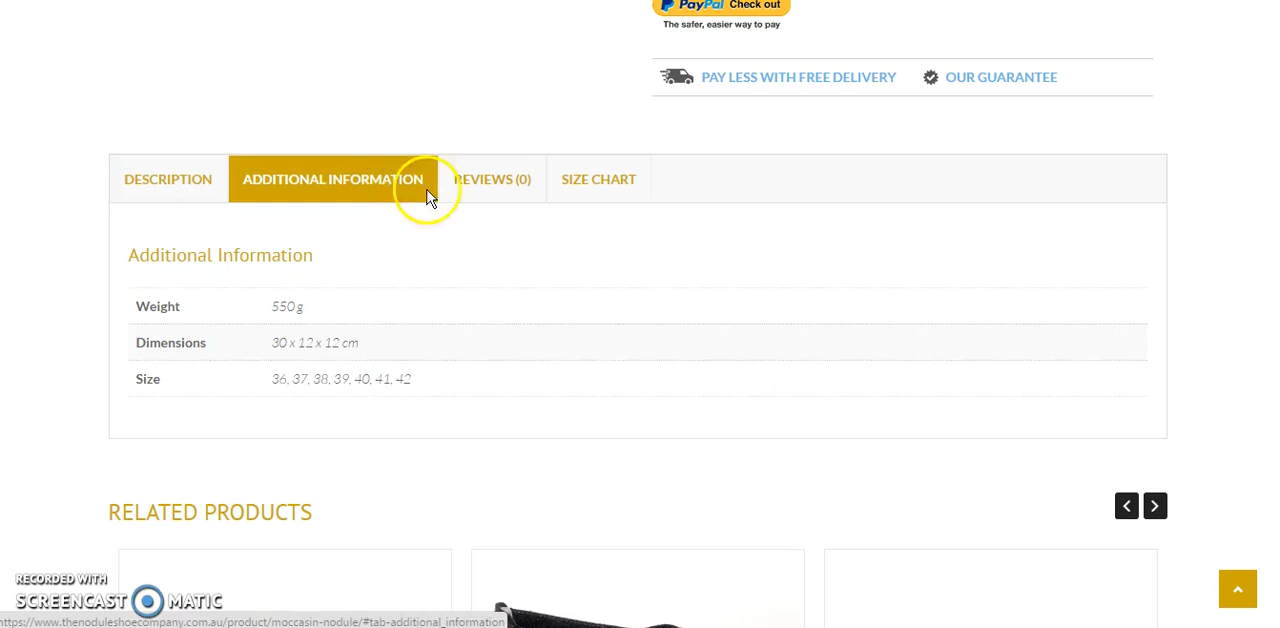 PayPal Check out
The safer, easier way to pay
PAY LESS WITH FREE DELIVERY OUR GUARANTEE
DESCRIPTION ADDITIONAL INFORMATION REVIEWS (0) SIZE CHART
Additional Information
Weight 550 g
Dimensions 30 x 12 x 12 cm
Size 36, 37, 38, 39, 40, 41, 42
RELATED PRODUCTS
RECORDED WITH
SCREENCAST MATIC
https://www.thenoduleshoecompany.com.au/product/moccasin-nodule/#tab-additional_information